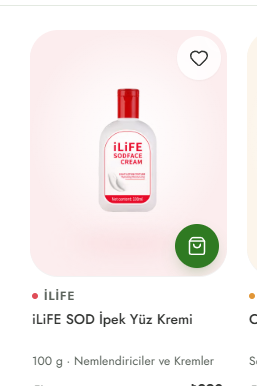 iLiFE
SODFACE
CREAM
Net content: 100ml
İLİFE
iLiFE SOD İpek Yüz Kremi
100 g · Nemlendiriciler ve Kremler